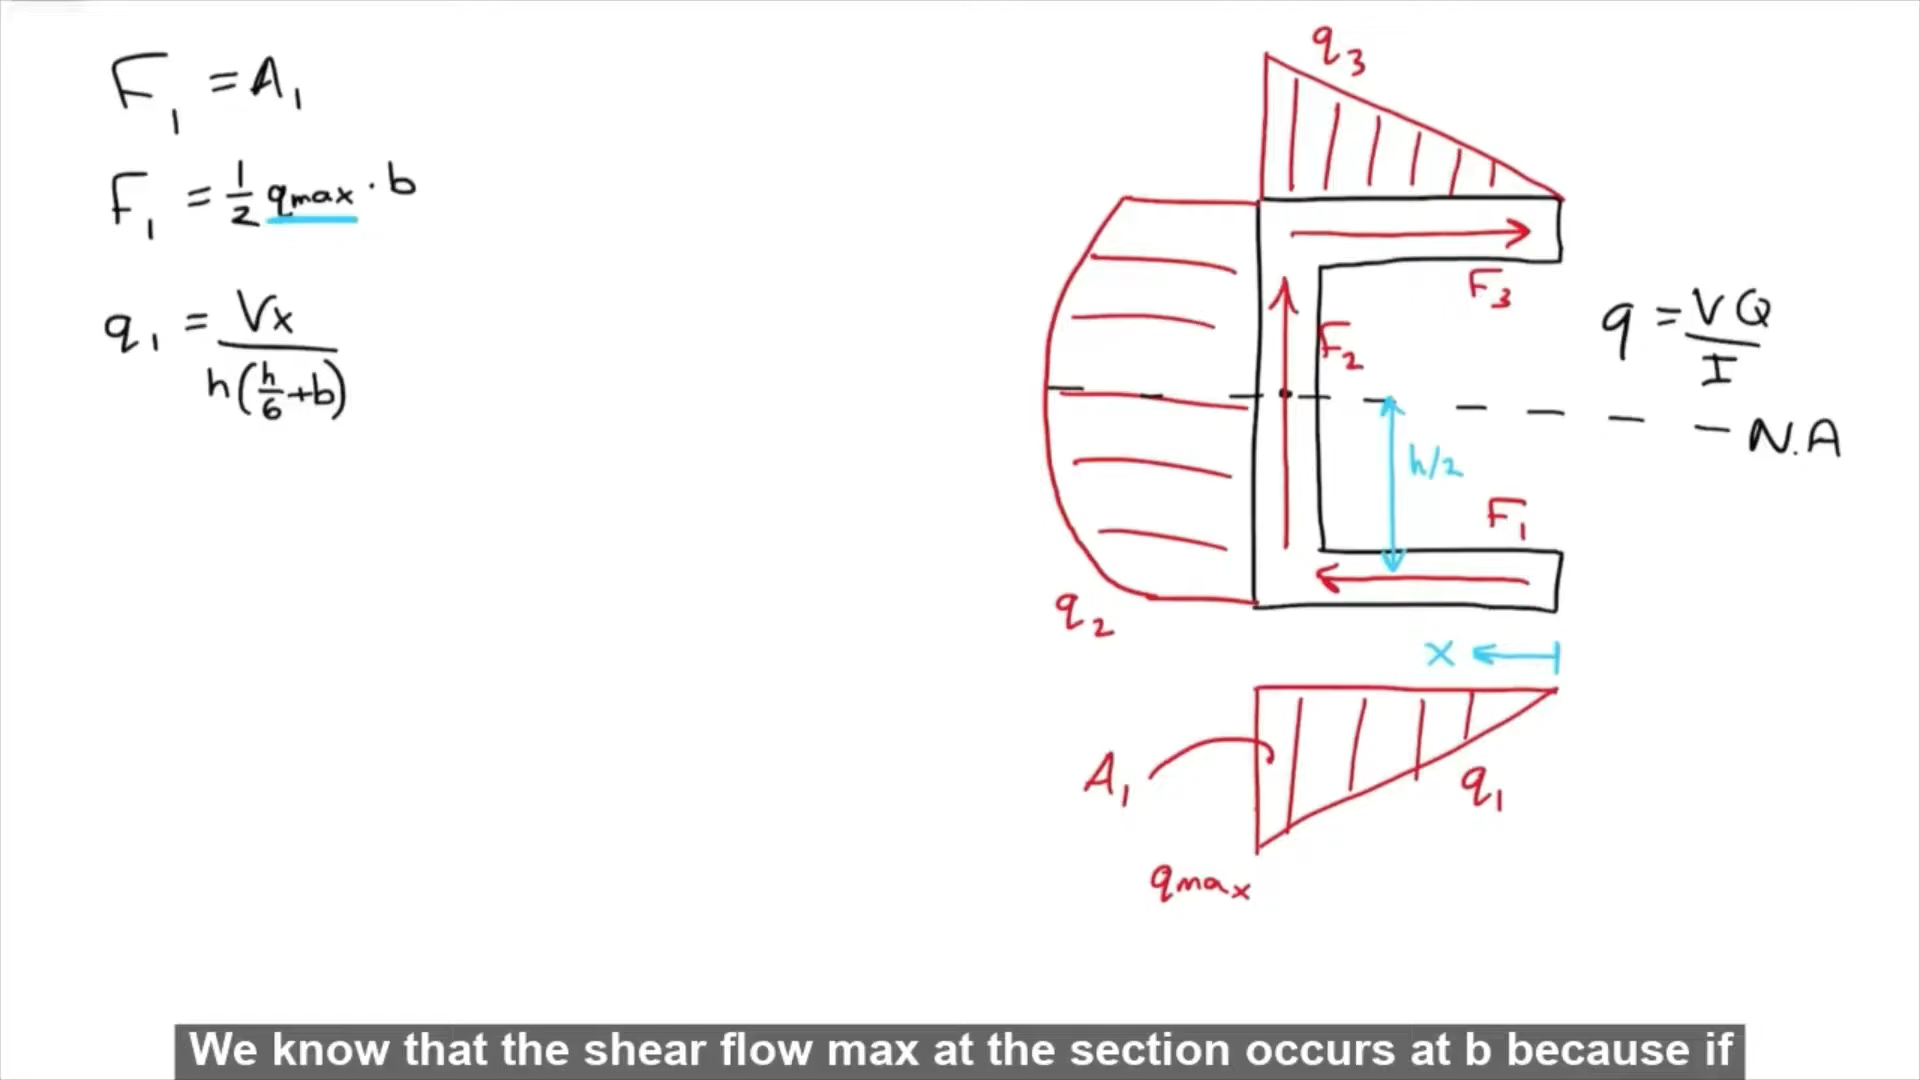 F₁ = A₁
F₁ = 1/2 qmax · b
q₁ = Vx / h(h/6+b)
q₃
F₃
F₂
q = VQ / I
N.A
h/2
F₁
q₂
x
A₁
q₁
qmax
We know that the shear flow max at the section occurs at b because if